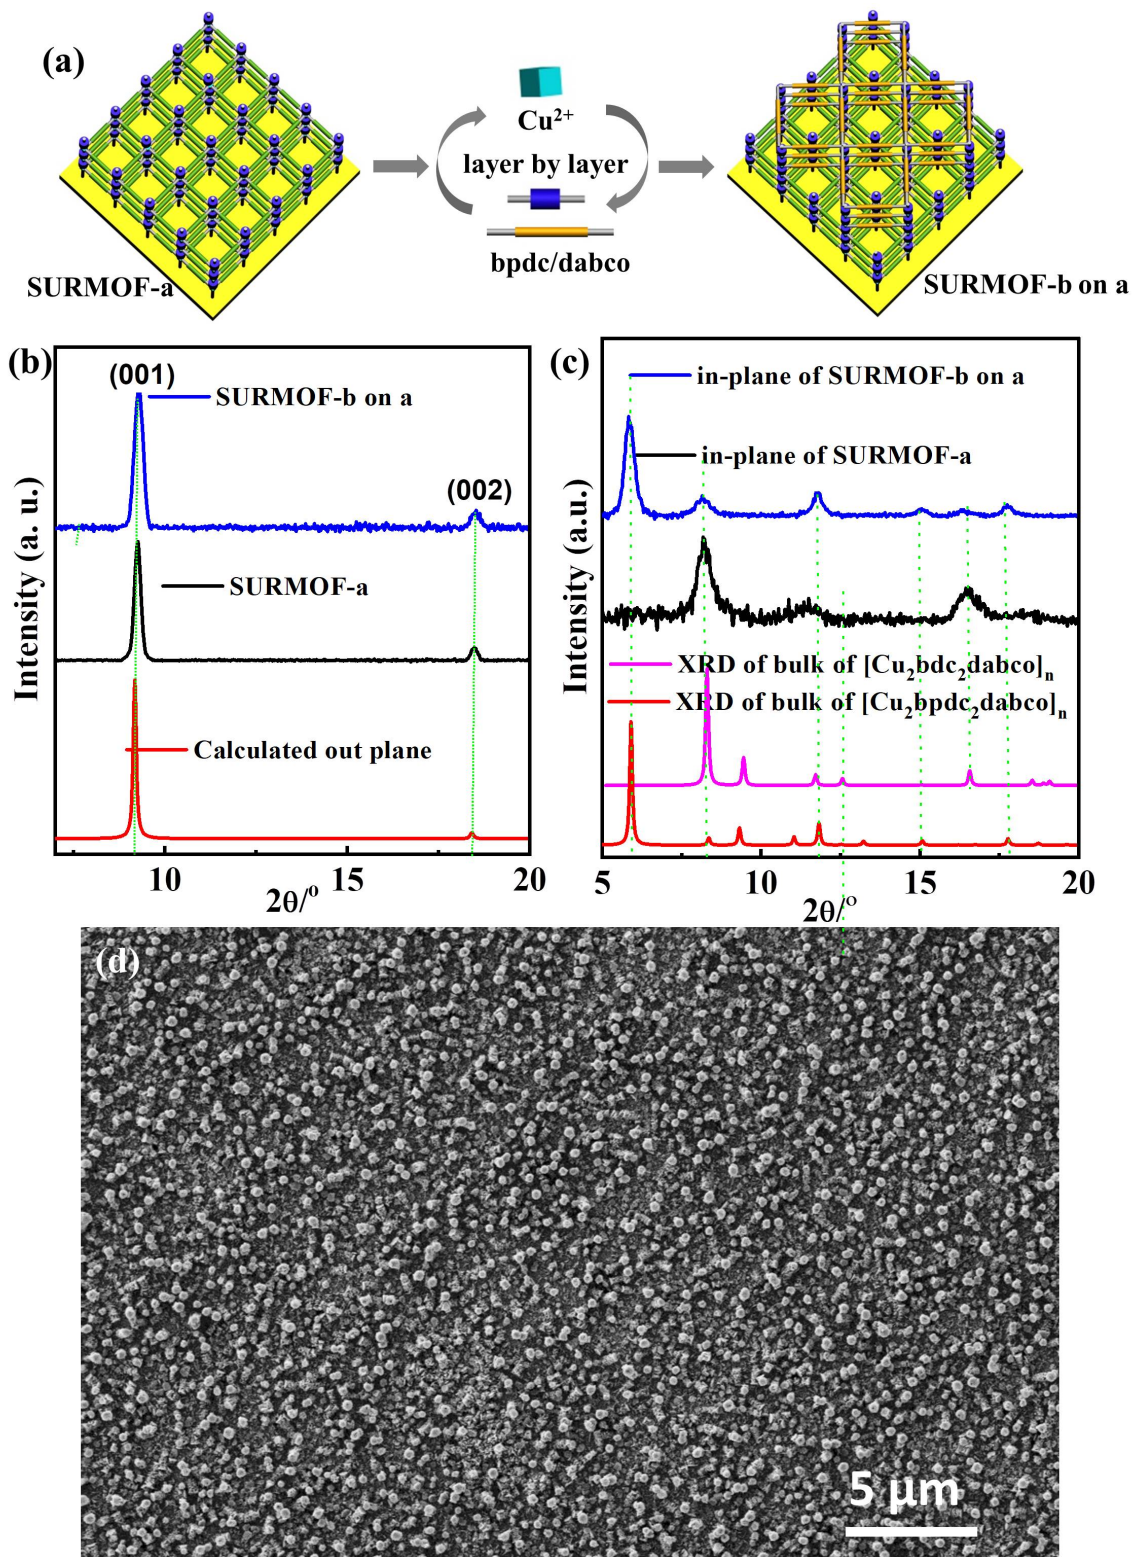 (a)
Cu²⁺
layer by layer
bpdc/dabco
SURMOF-a
SURMOF-b on a
(b)
(001)
SURMOF-b on a
(002)
SURMOF-a
Calculated out plane
Intensity (a. u.)
10
15
20
2θ/°
(c)
in-plane of SURMOF-b on a
in-plane of SURMOF-a
XRD of bulk of [Cu₂bdc₂dabco]ₙ
XRD of bulk of [Cu₂bpdc₂dabco]ₙ
Intensity (a.u.)
5
10
15
20
2θ/°
(d)
5 μm